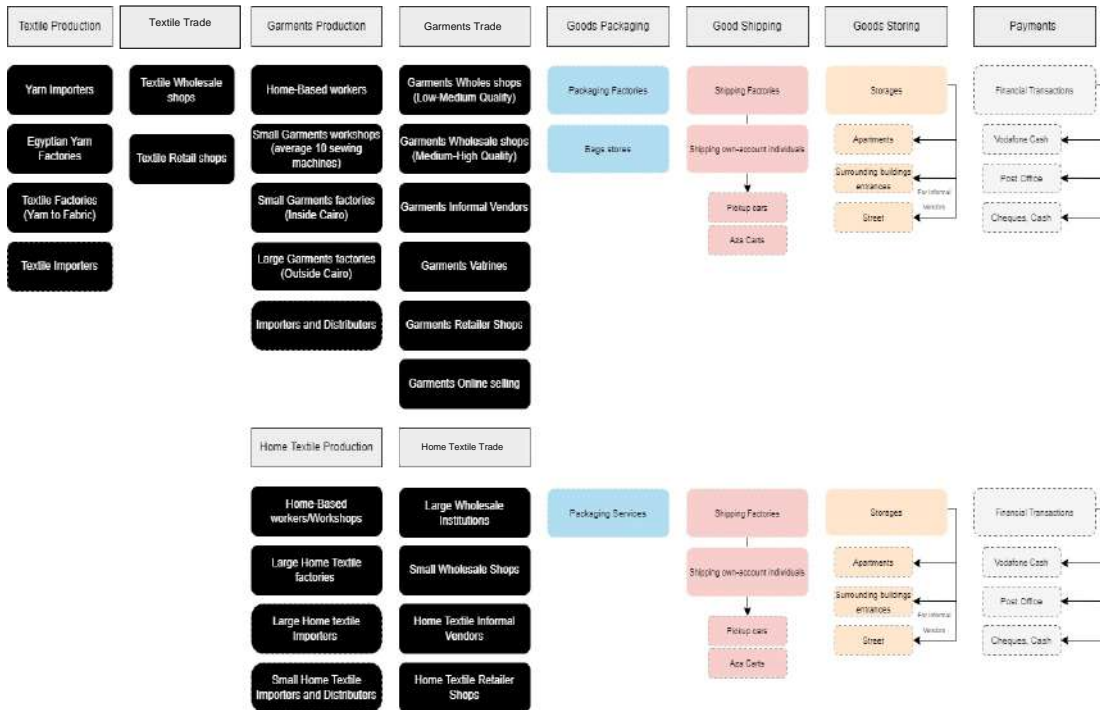 Textile Production
Textile Trade
Garments Production
Garments Trade
Goods Packaging
Good Shipping
Goods Storing
Payments
Yarn Importers
Textile Wholesale
shops
Home-Based workers
Garments Wholes shops
(Low-Medium Quality)
Packaging Factories
Shipping Factories
Storages
Financial Transactions
Egyptian Yarn
Factories
Textile Retail shops
Small Garments workshops
(average 10 sewing
machines)
Garments Wholesale shops
(Medium-High Quality)
Bags stores
Shipping own-account individuals
Apartments
Vodafone Cash
Textile Factories
(Yarn to Fabric)
Small Garments factories
(Inside Cairo)
Garments Informal Vendors
Pickup cars
Surrounding buildings
entrances
For Informal
Vendors
Post Office
Aza Carts
Street
Cheques, Cash
Textile Importers
Large Garments factories
(Outside Cairo)
Garments Vatrines
Importers and Distributers
Garments Retailer Shops
Garments Online selling
Home Textile Production
Home Textile Trade
Home-Based
workers/Workshops
Large Wholesale
Institutions
Packaging Services
Shipping Factories
Storages
Financial Transactions
Large Home Textile
factories
Small Wholesale Shops
Shipping own-account individuals
Apartments
Vodafone Cash
Large Home textile
Importers
Home Textile Informal
Vendors
Pickup cars
Surrounding buildings
entrances
For Informal
Vendors
Post Office
Small Home Textile
Importers and Distributers
Home Textile Retailer
Shops
Aza Carts
Street
Cheques, Cash